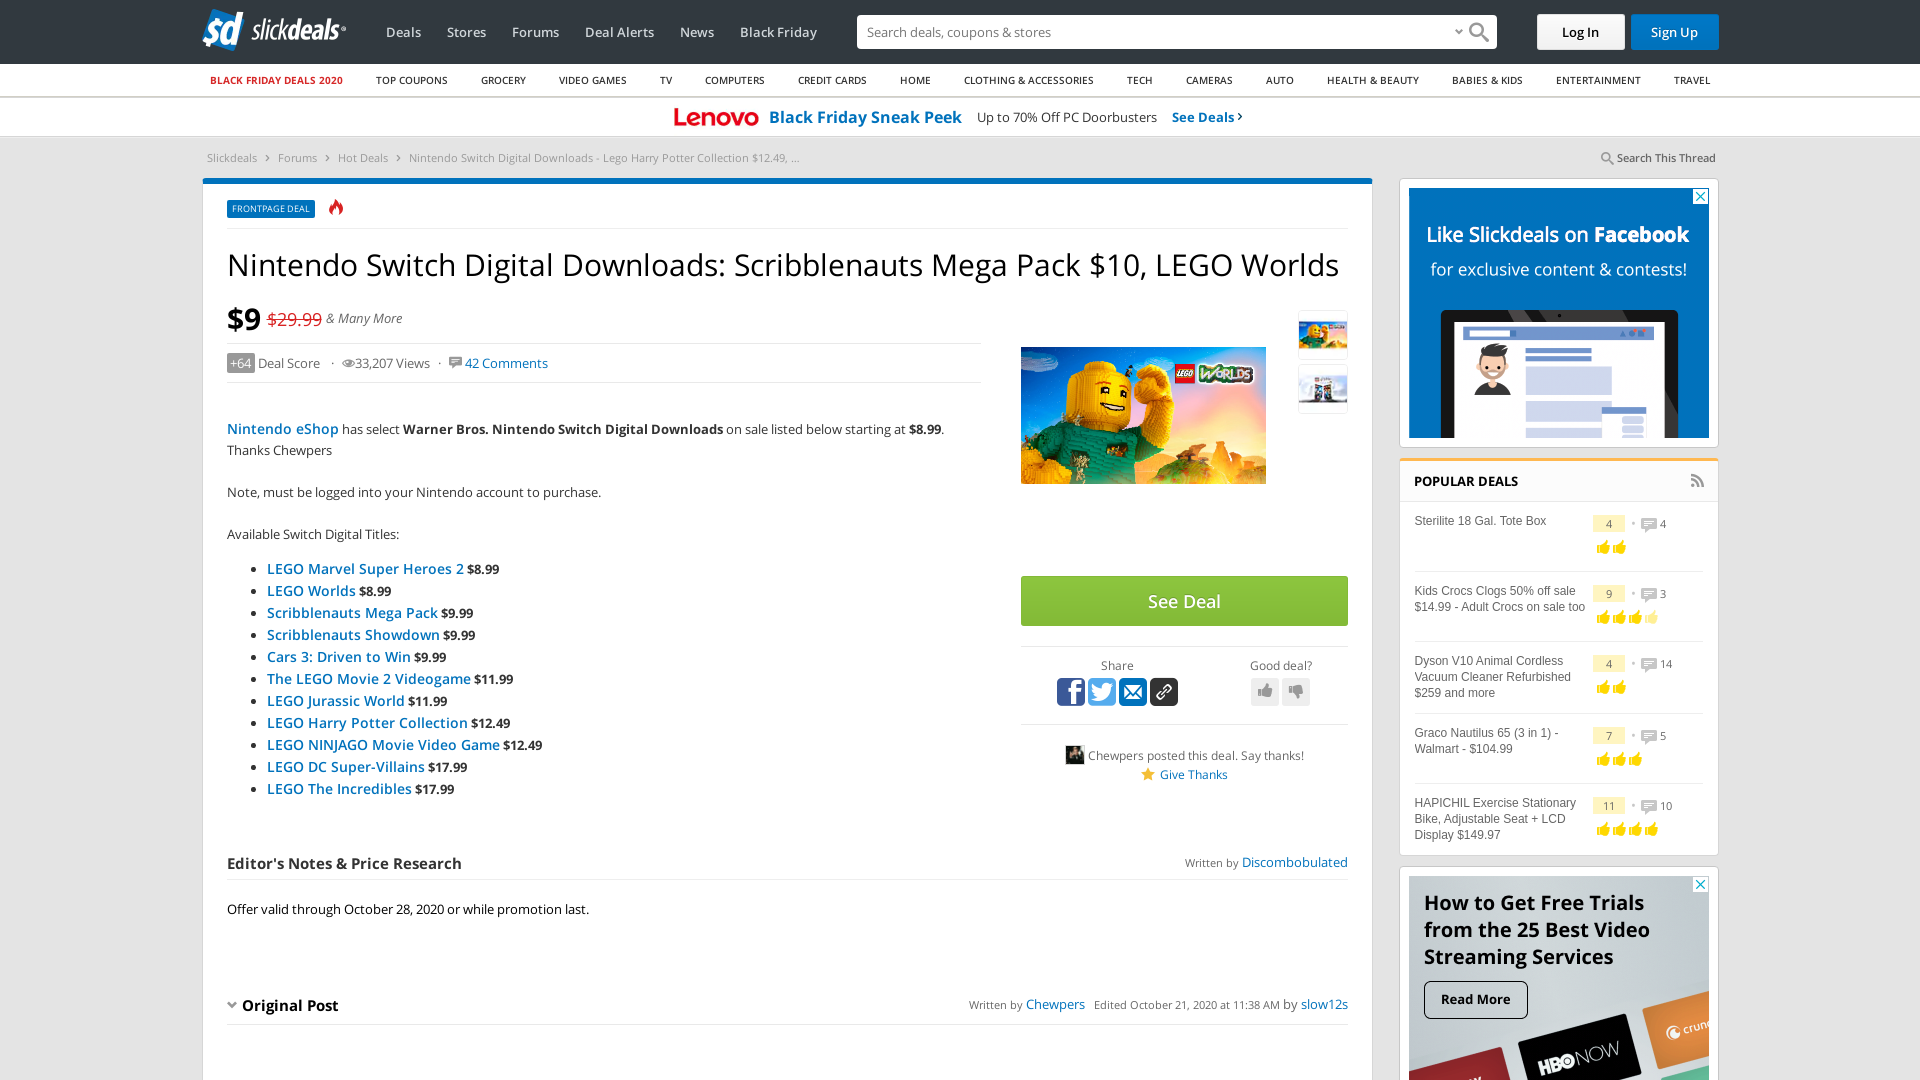 sd slickdeals
Deals Stores Forums Deal Alerts News Black Friday
Search deals, coupons & stores
Log In Sign Up
BLACK FRIDAY DEALS 2020 TOP COUPONS GROCERY VIDEO GAMES TV COMPUTERS CREDIT CARDS HOME CLOTHING & ACCESSORIES TECH CAMERAS AUTO HEALTH & BEAUTY BABIES & KIDS ENTERTAINMENT TRAVEL
Lenovo Black Friday Sneak Peek Up to 70% Off PC Doorbusters See Deals ›
Slickdeals › Forums › Hot Deals › Nintendo Switch Digital Downloads - Lego Harry Potter Collection $12.49, ...
Search This Thread
FRONTPAGE DEAL
Nintendo Switch Digital Downloads: Scribblenauts Mega Pack $10, LEGO Worlds
$9 $29.99 & Many More
+64 Deal Score · 33,207 Views · 42 Comments
Nintendo eShop has select Warner Bros. Nintendo Switch Digital Downloads on sale listed below starting at $8.99.
Thanks Chewpers
Note, must be logged into your Nintendo account to purchase.
Available Switch Digital Titles:
• LEGO Marvel Super Heroes 2 $8.99
• LEGO Worlds $8.99
• Scribblenauts Mega Pack $9.99
• Scribblenauts Showdown $9.99
• Cars 3: Driven to Win $9.99
• The LEGO Movie 2 Videogame $11.99
• LEGO Jurassic World $11.99
• LEGO Harry Potter Collection $12.49
• LEGO NINJAGO Movie Video Game $12.49
• LEGO DC Super-Villains $17.99
• LEGO The Incredibles $17.99
LEGO WORLDS
See Deal
Share Good deal?
Chewpers posted this deal. Say thanks!
Give Thanks
Editor's Notes & Price Research
Written by Discombobulated
Offer valid through October 28, 2020 or while promotion last.
Original Post
Written by Chewpers Edited October 21, 2020 at 11:38 AM by slow12s
Like Slickdeals on Facebook
for exclusive content & contests!
POPULAR DEALS
Sterilite 18 Gal. Tote Box
4 • 4
Kids Crocs Clogs 50% off sale
$14.99 - Adult Crocs on sale too
9 • 3
Dyson V10 Animal Cordless
Vacuum Cleaner Refurbished
$259 and more
4 • 14
Graco Nautilus 65 (3 in 1) -
Walmart - $104.99
7 • 5
HAPICHIL Exercise Stationary
Bike, Adjustable Seat + LCD
Display $149.97
11 • 10
How to Get Free Trials
from the 25 Best Video
Streaming Services
Read More
HBO NOW
crunc